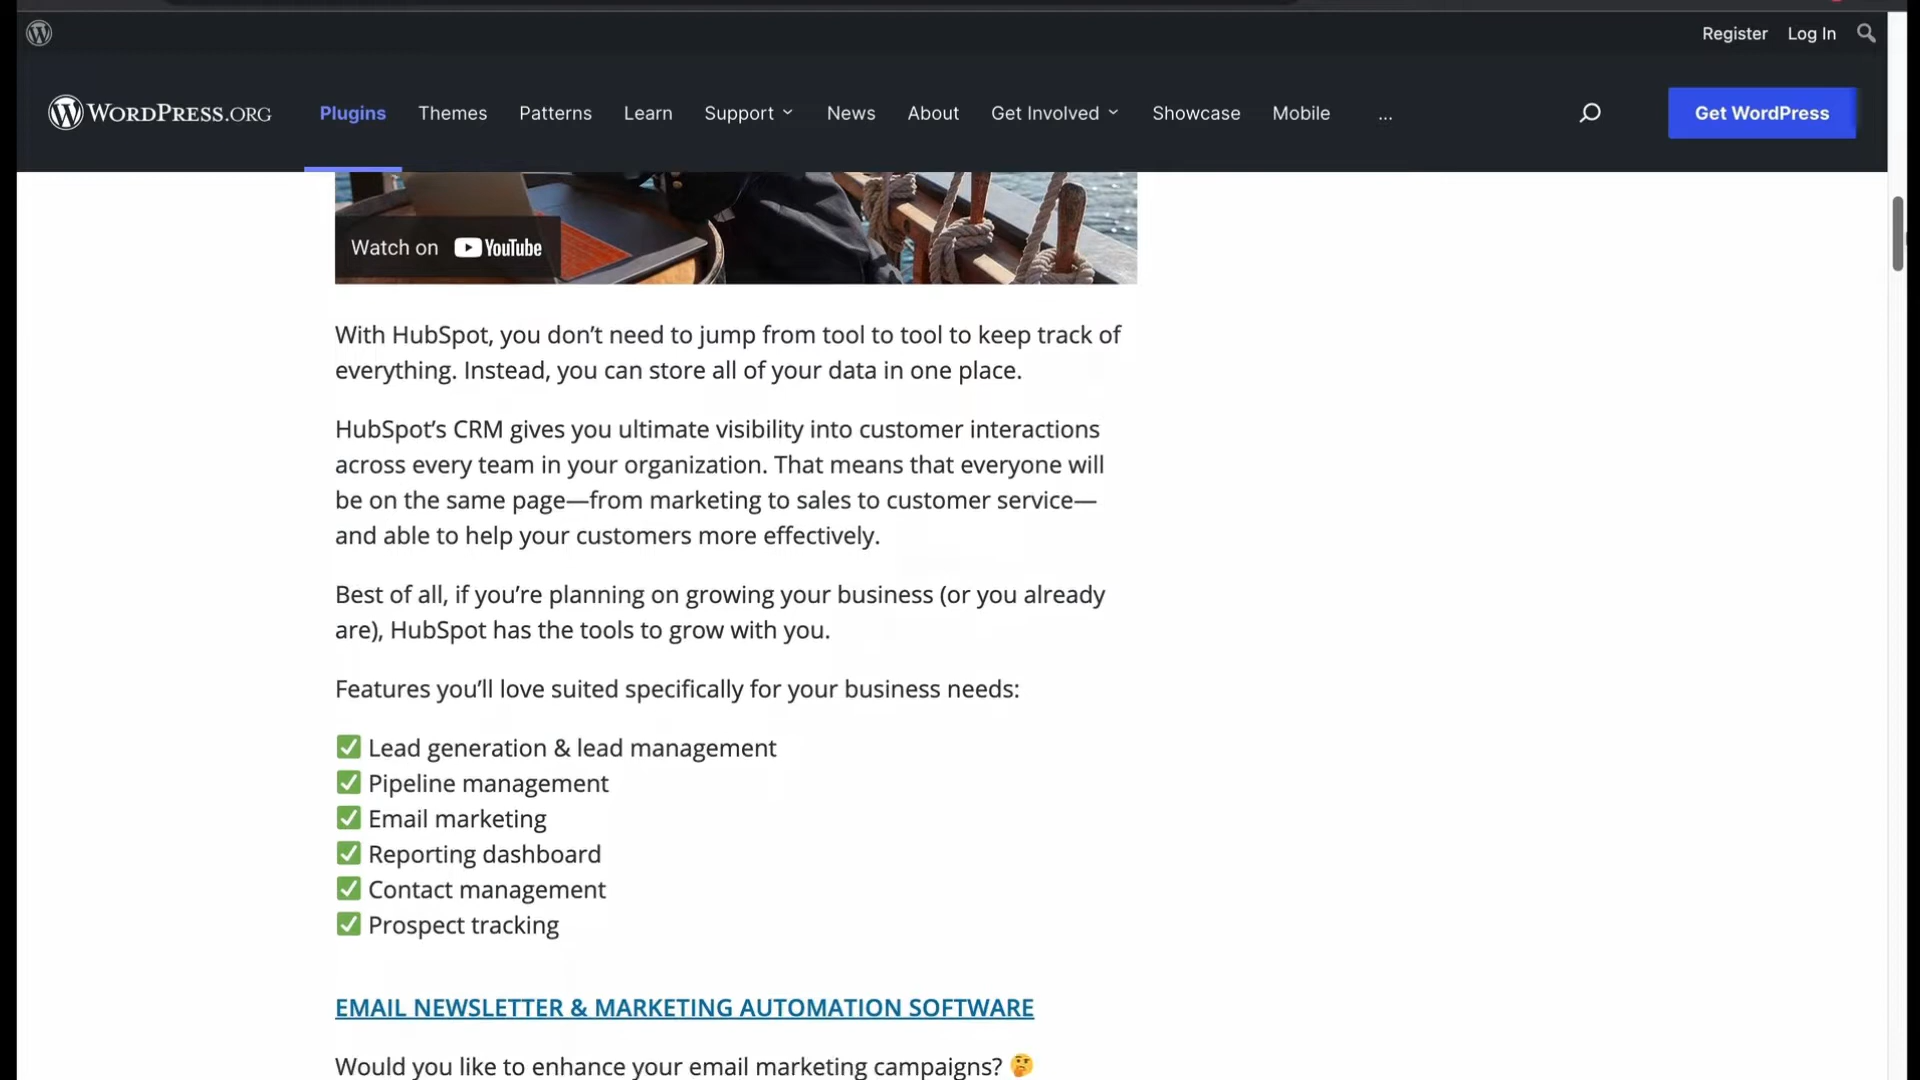 Register Log In
WORDPRESS.ORG Plugins Themes Patterns Learn Support News About Get Involved Showcase Mobile ... Get WordPress
Watch on YouTube
With HubSpot, you don’t need to jump from tool to tool to keep track of
everything. Instead, you can store all of your data in one place.
HubSpot’s CRM gives you ultimate visibility into customer interactions
across every team in your organization. That means that everyone will
be on the same page—from marketing to sales to customer service—
and able to help your customers more effectively.
Best of all, if you’re planning on growing your business (or you already
are), HubSpot has the tools to grow with you.
Features you’ll love suited specifically for your business needs:
✅ Lead generation & lead management
✅ Pipeline management
✅ Email marketing
✅ Reporting dashboard
✅ Contact management
✅ Prospect tracking
EMAIL NEWSLETTER & MARKETING AUTOMATION SOFTWARE
Would you like to enhance your email marketing campaigns? 🤔